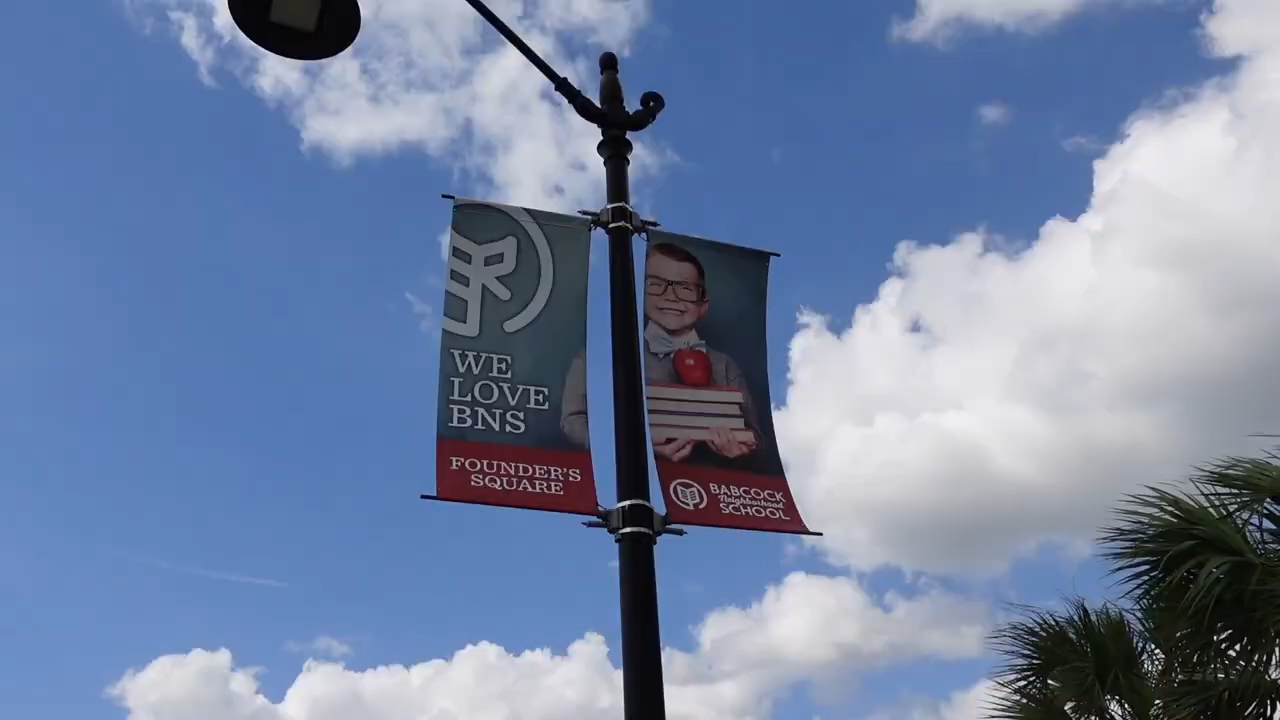 WE
LOVE
BNS
FOUNDER'S
SQUARE
BABCOCK
Neighborhood
SCHOOL